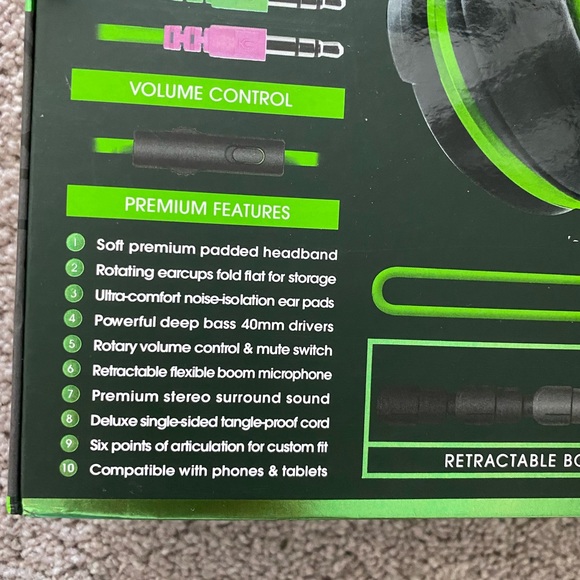 VOLUME CONTROL
PREMIUM FEATURES
1 Soft premium padded headband
2 Rotating earcups fold flat for storage
3 Ultra-comfort noise-isolation ear pads
4 Powerful deep bass 40mm drivers
5 Rotary volume control & mute switch
6 Retractable flexible boom microphone
7 Premium stereo surround sound
8 Deluxe single-sided tangle-proof cord
9 Six points of articulation for custom fit
10 Compatible with phones & tablets
RETRACTABLE BO